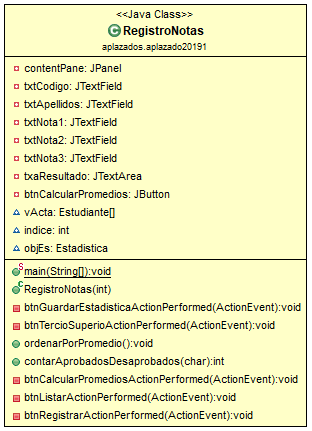 <<Java Class>>
RegistroNotas
aplazados.aplazado20191
contentPane: JPanel
txtCodigo: JTextField
txtApellidos: JTextField
txtNota1: JTextField
txtNota2: JTextField
txtNota3: JTextField
txaResultado: JTextArea
btnCalcularPromedios: JButton
vActa: Estudiante[]
indice: int
objEs: Estadistica
main(String[]):void
RegistroNotas(int)
btnGuardarEstadisticaActionPerformed(ActionEvent):void
btnTercioSuperioActionPerformed(ActionEvent):void
ordenarPorPromedio():void
contarAprobadosDesaprobados(char):int
btnCalcularPromediosActionPerformed(ActionEvent):void
btnListarActionPerformed(ActionEvent):void
btnRegistrarActionPerformed(ActionEvent):void